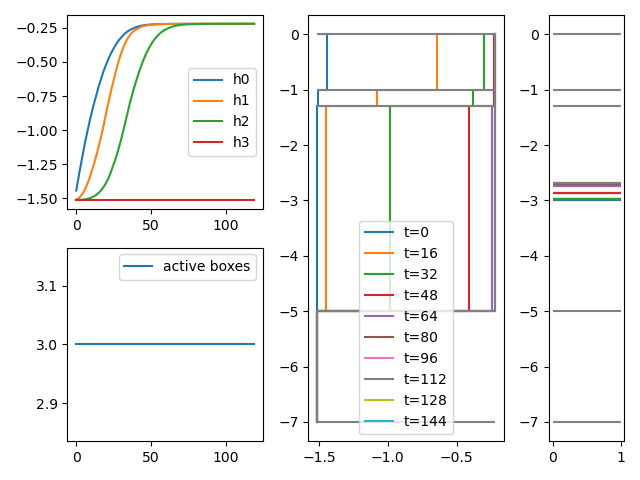 −0.25
−0.50
−0.75
−1.00
−1.25
−1.50
0
50
100
h0
h1
h2
h3
3.1
3.0
2.9
0
50
100
active boxes
0
−1
−2
−3
−4
−5
−6
−7
−1.5
−1.0
−0.5
t=0
t=16
t=32
t=48
t=64
t=80
t=96
t=112
t=128
t=144
0
−1
−2
−3
−4
−5
−6
−7
0
1